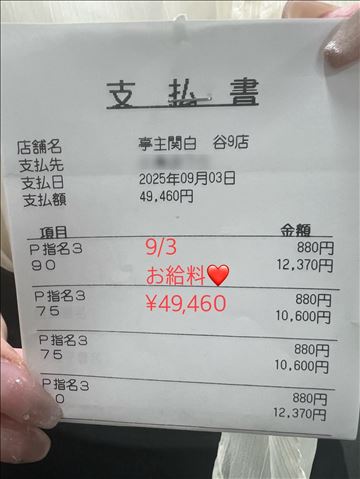 支払書
店舗名 亭主関白 谷9店
支払先
支払日 2025年09月03日
支払額 49,460円
項目 金額
P指名3 880円
90 12,370円
9/3
お給料❤️
¥49,460
P指名3 880円
75 10,600円
P指名3 880円
75 10,600円
P指名3 880円
0 12,370円